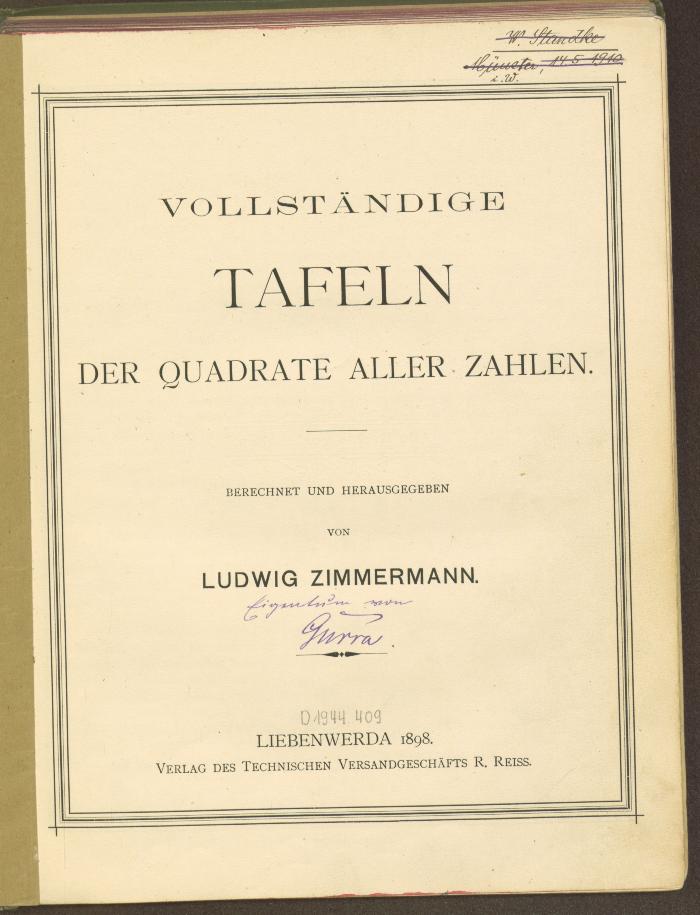 W. Standke
Münster, 14.5.1910
i. W.
VOLLSTÄNDIGE
TAFELN
DER QUADRATE ALLER ZAHLEN.
BERECHNET UND HERAUSGEGEBEN
VON
LUDWIG ZIMMERMANN.
Eigentum von
D 1944 409
LIEBENWERDA 1898.
VERLAG DES TECHNISCHEN VERSANDGESCHÄFTS R. REISS.